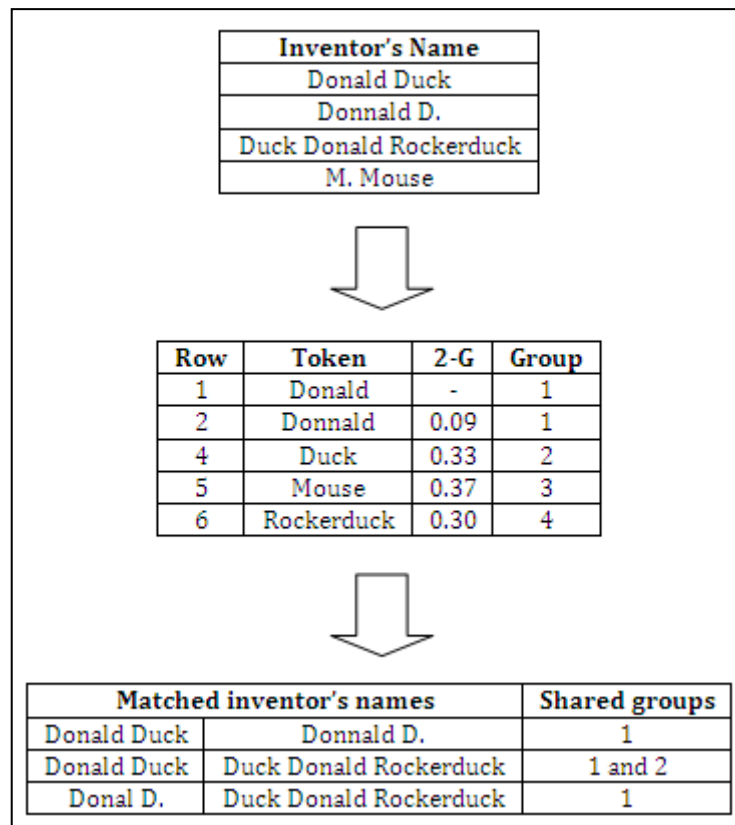 Inventor's Name
Donald Duck
Donnald D.
Duck Donald Rockerduck
M. Mouse
Row Token 2-G Group
1 Donald - 1
2 Donnald 0.09 1
4 Duck 0.33 2
5 Mouse 0.37 3
6 Rockerduck 0.30 4
Matched inventor's names Shared groups
Donald Duck Donnald D. 1
Donald Duck Duck Donald Rockerduck 1 and 2
Donal D. Duck Donald Rockerduck 1